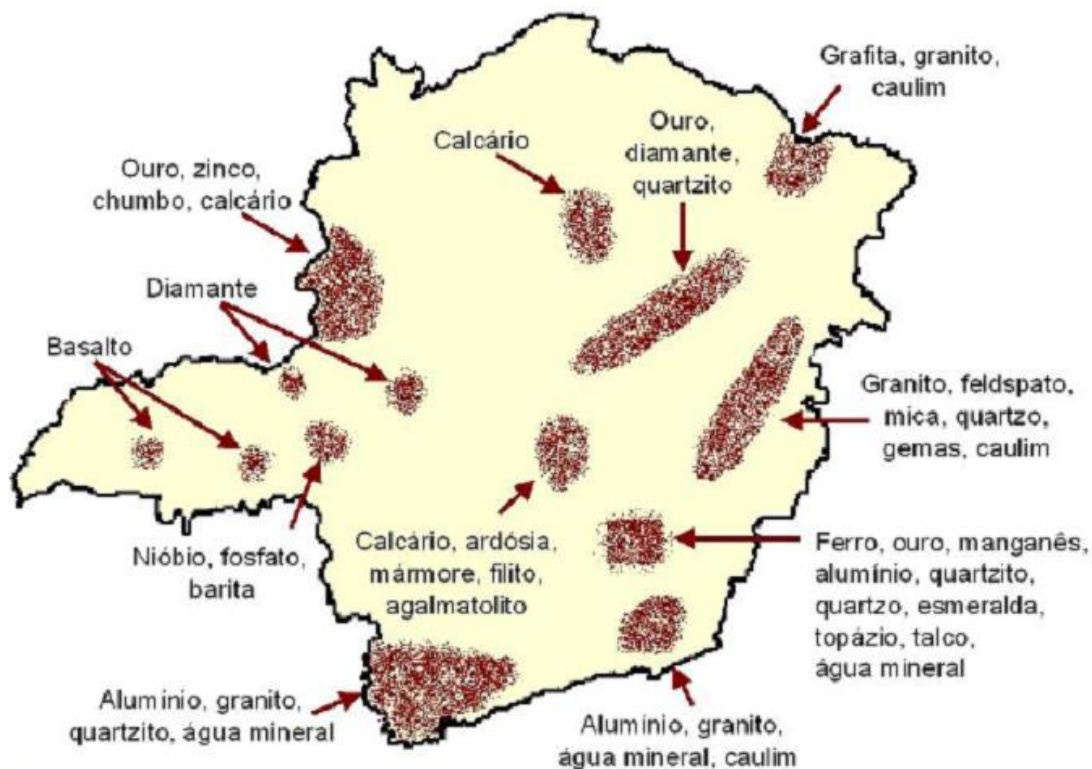 Grafita, granito,
caulim
Calcário
Ouro,
diamante,
quartzito
Ouro, zinco,
chumbo, calcário
Diamante
Basalto
Granito, feldspato,
mica, quartzo,
gemas, caulim
Nióbio, fosfato,
barita
Calcário, ardósia,
mármore, filito,
agalmatolito
Ferro, ouro, manganês,
alumínio, quartzito,
quartzo, esmeralda,
topázio, talco,
água mineral
Alumínio, granito,
quartzito, água mineral
Alumínio, granito,
água mineral, caulim